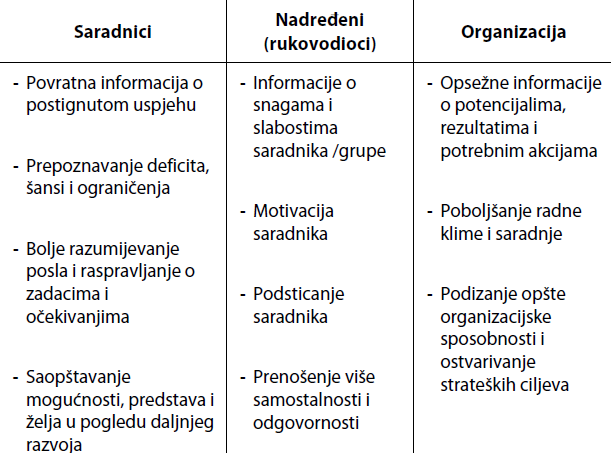 Saradnici
Nadređeni
(rukovodioci)
Organizacija
- Povratna informacija o
postignutom uspjehu
- Prepoznavanje deficita,
šansi i ograničenja
- Bolje razumijevanje
posla i raspravljanje o
zadacima i
očekivanjima
- Saopštavanje
mogućnosti, predstava i
želja u pogledu daljnjeg
razvoja
- Informacije o
snagama i
slabostima
saradnika /grupe
- Motivacija
saradnika
- Podsticanje
saradnika
- Prenošenje više
samostalnosti i
odgovornosti
- Opsežne informacije
o potencijalima,
rezultatima i
potrebnim akcijama
- Poboljšanje radne
klime i saradnje
- Podizanje opšte
organizacijske
sposobnosti i
ostvarivanje
strateških ciljeva